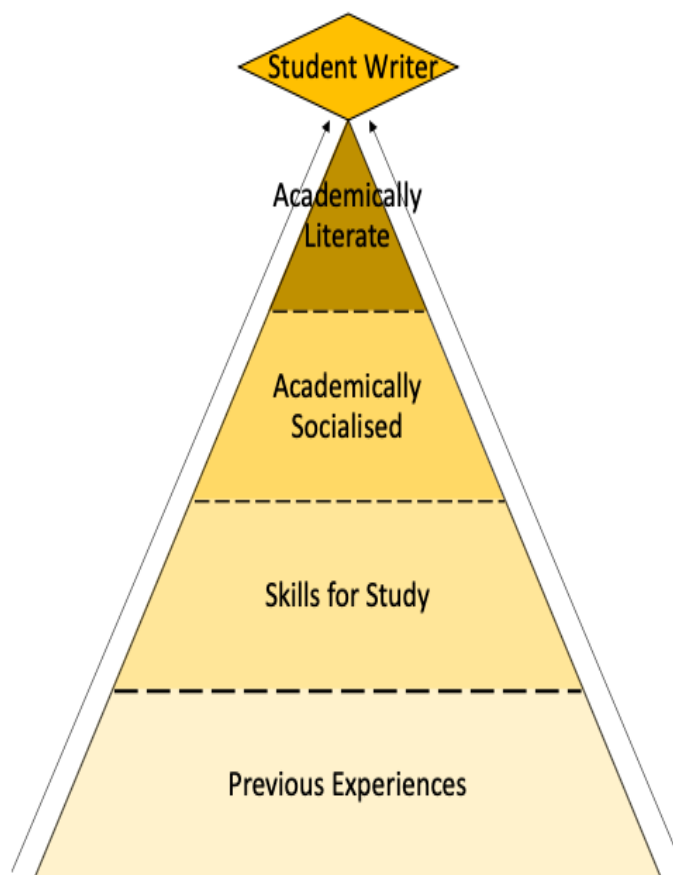 Student Writer
Academically
Literate
Academically
Socialised
Skills for Study
Previous Experiences